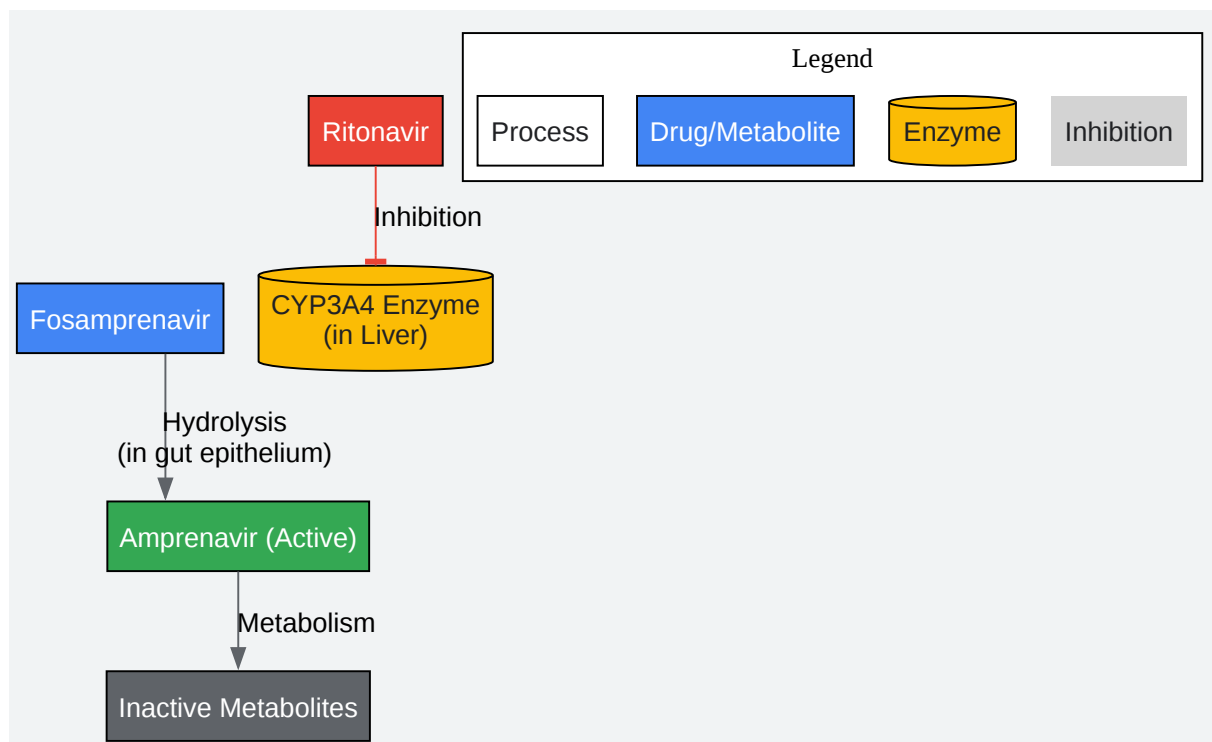 Legend
Process
Drug/Metabolite
Enzyme
Inhibition
Ritonavir
Inhibition
CYP3A4 Enzyme
(in Liver)
Fosamprenavir
Hydrolysis
(in gut epithelium)
Amprenavir (Active)
Metabolism
Inactive Metabolites